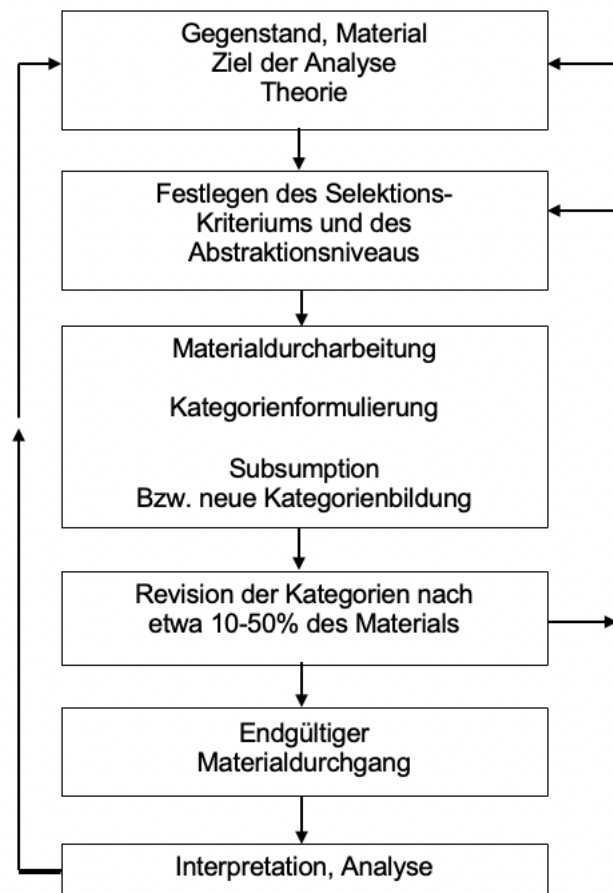 Gegenstand, Material
Ziel der Analyse
Theorie
Festlegen des Selektions-
Kriteriums und des
Abstraktionsniveaus
Materialdurcharbeitung
Kategorienformulierung
Subsumption
Bzw. neue Kategorienbildung
Revision der Kategorien nach
etwa 10-50% des Materials
Endgültiger
Materialdurchgang
Interpretation, Analyse